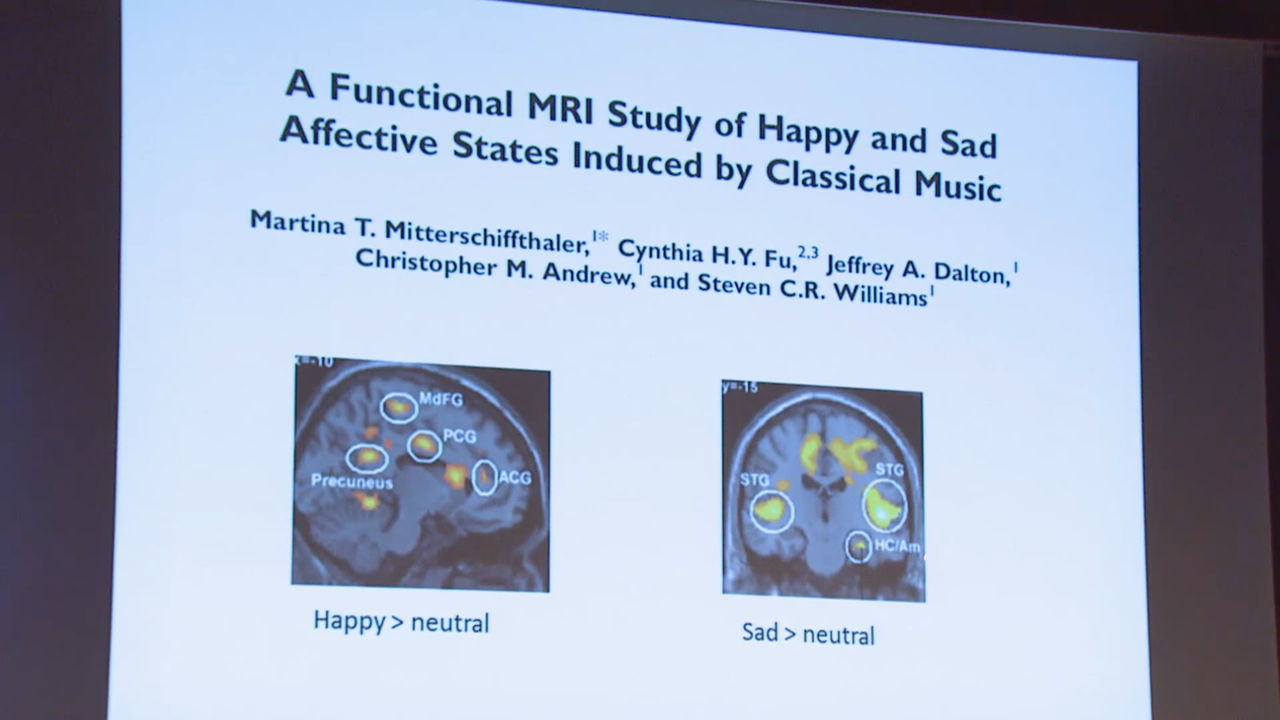 A Functional MRI Study of Happy and Sad
Affective States Induced by Classical Music
Martina T. Mitterschiffthaler,¹* Cynthia H.Y. Fu,²,³ Jeffrey A. Dalton,¹
Christopher M. Andrew,¹ and Steven C.R. Williams¹
x=-10
MdFG
PCG
Precuneus
ACG
y=-15
STG
STG
HC/Am
Happy > neutral
Sad > neutral